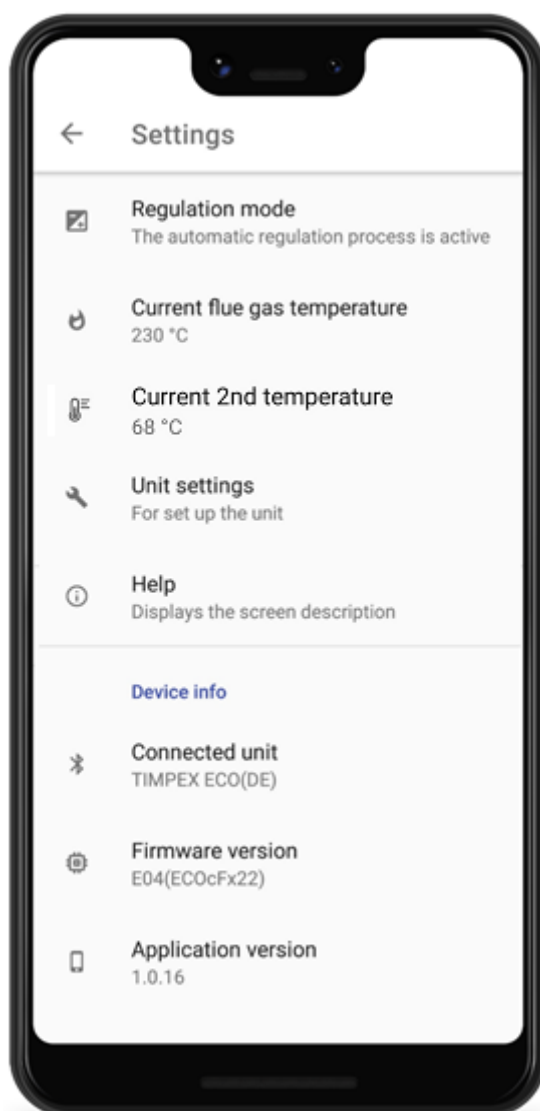 Settings
Regulation mode
The automatic regulation process is active
Current flue gas temperature
230 °C
Current 2nd temperature
68 °C
Unit settings
For set up the unit
Help
Displays the screen description
Device info
Connected unit
TIMPEX ECO(DE)
Firmware version
E04(ECOcFx22)
Application version
1.0.16